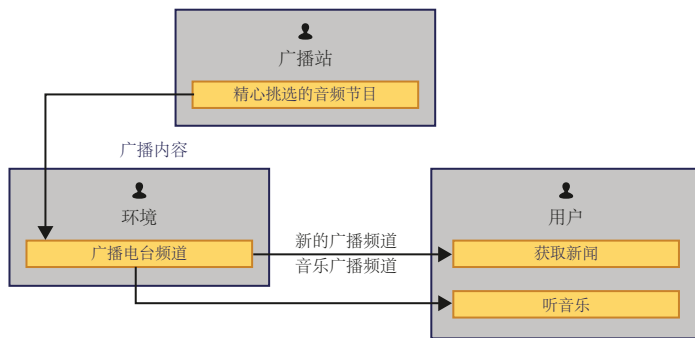 广播站
精心挑选的音频节目
广播内容
环境
广播电台频道
新的广播频道
音乐广播频道
用户
获取新闻
听音乐